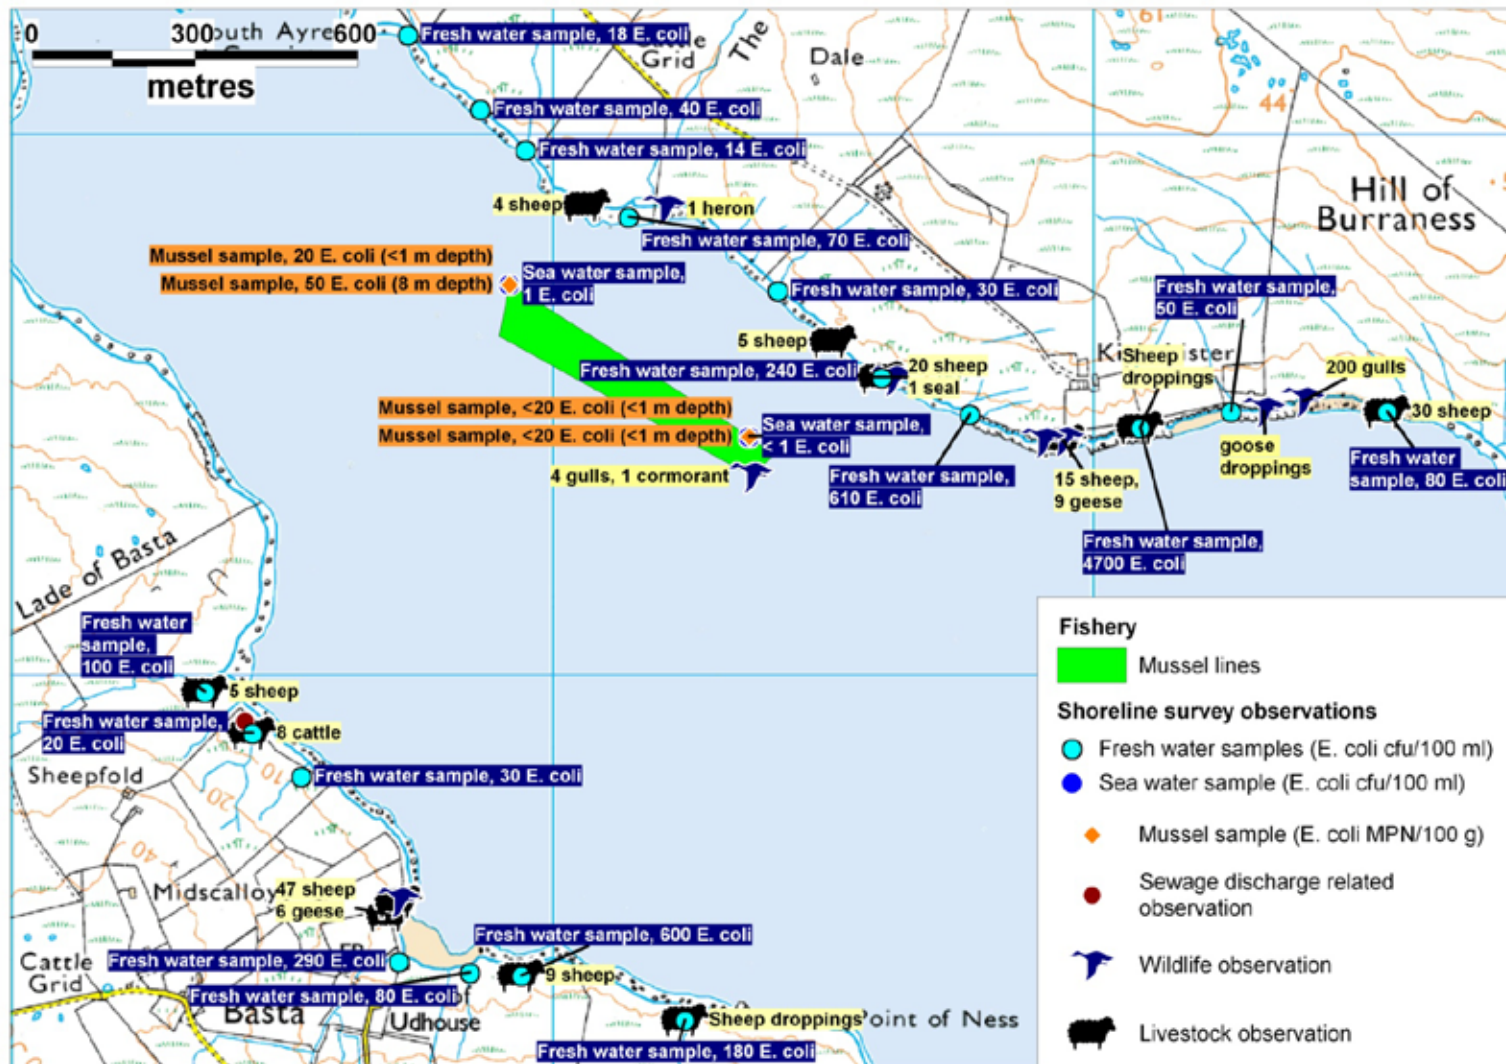 0 300 600
metres
outh Ayre
Fresh water sample, 18 E. coli
Grid
The
Dale
61
44
Fresh water sample, 40 E. coli
Fresh water sample, 14 E. coli
4 sheep
1 heron
Hill of
Burraness
Fresh water sample, 70 E. coli
Mussel sample, 20 E. coli (<1 m depth)
Mussel sample, 50 E. coli (8 m depth)
Sea water sample,
1 E. coli
Fresh water sample, 30 E. coli
Fresh water sample,
50 E. coli
5 sheep
Fresh water sample, 240 E. coli
20 sheep
1 seal
Sheep
droppings
200 gulls
Mussel sample, <20 E. coli (<1 m depth)
Mussel sample, <20 E. coli (<1 m depth)
Sea water sample,
< 1 E. coli
30 sheep
4 gulls, 1 cormorant
Fresh water sample,
610 E. coli
15 sheep,
9 geese
goose
droppings
Fresh water
sample, 80 E. coli
Fresh water sample,
4700 E. coli
Lade of Basta
Fresh water
sample,
100 E. coli
5 sheep
Fresh water sample,
20 E. coli
8 cattle
Sheepfold
10
20
40
Fresh water sample, 30 E. coli
Midscalloy
47 sheep
6 geese
Fresh water sample, 600 E. coli
Cattle
Grid
Fresh water sample, 290 E. coli
9 sheep
Fresh water sample, 80 E. coli
of
Basta
Udhouse
Sheep droppings
Point of Ness
Fresh water sample, 180 E. coli
Fishery
Mussel lines
Shoreline survey observations
Fresh water samples (E. coli cfu/100 ml)
Sea water sample (E. coli cfu/100 ml)
Mussel sample (E. coli MPN/100 g)
Sewage discharge related
observation
Wildlife observation
Livestock observation